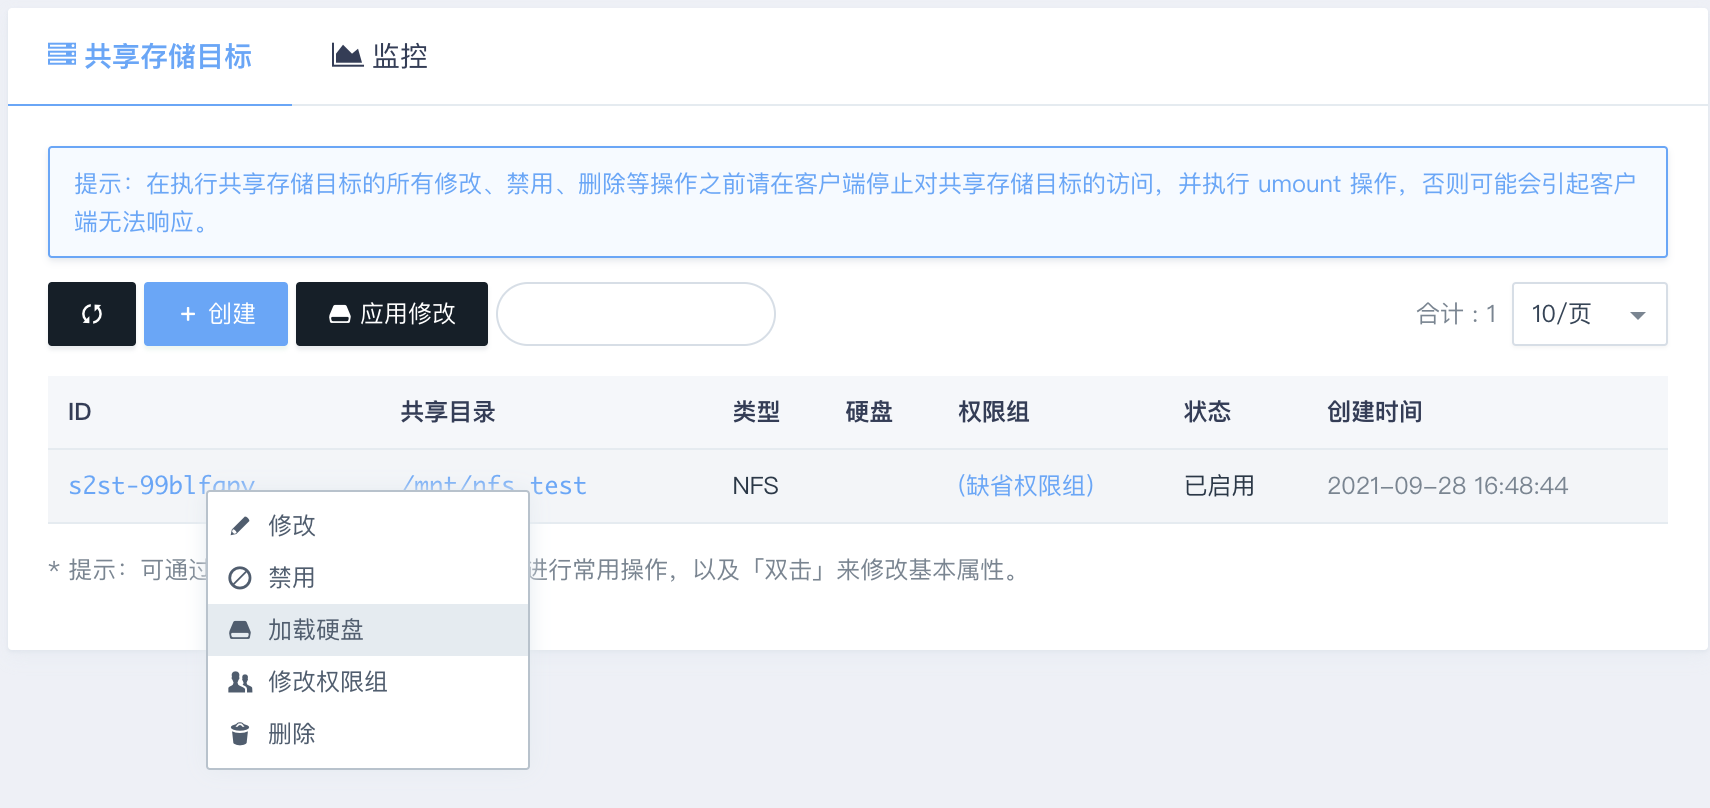 共享存储目标
监控
提示：在执行共享存储目标的所有修改、禁用、删除等操作之前请在客户端停止对共享存储目标的访问，并执行 umount 操作，否则可能会引起客户
端无法响应。
+ 创建
应用修改
合计 : 1
10/页
ID 共享目录 类型 硬盘 权限组 状态 创建时间
/mnt/nfs_test NFS (缺省权限组) 已启用 2021-09-28 16:48:44
* 提示：可通过 进行常用操作，以及「双击」来修改基本属性。
修改
禁用
加载硬盘
修改权限组
删除